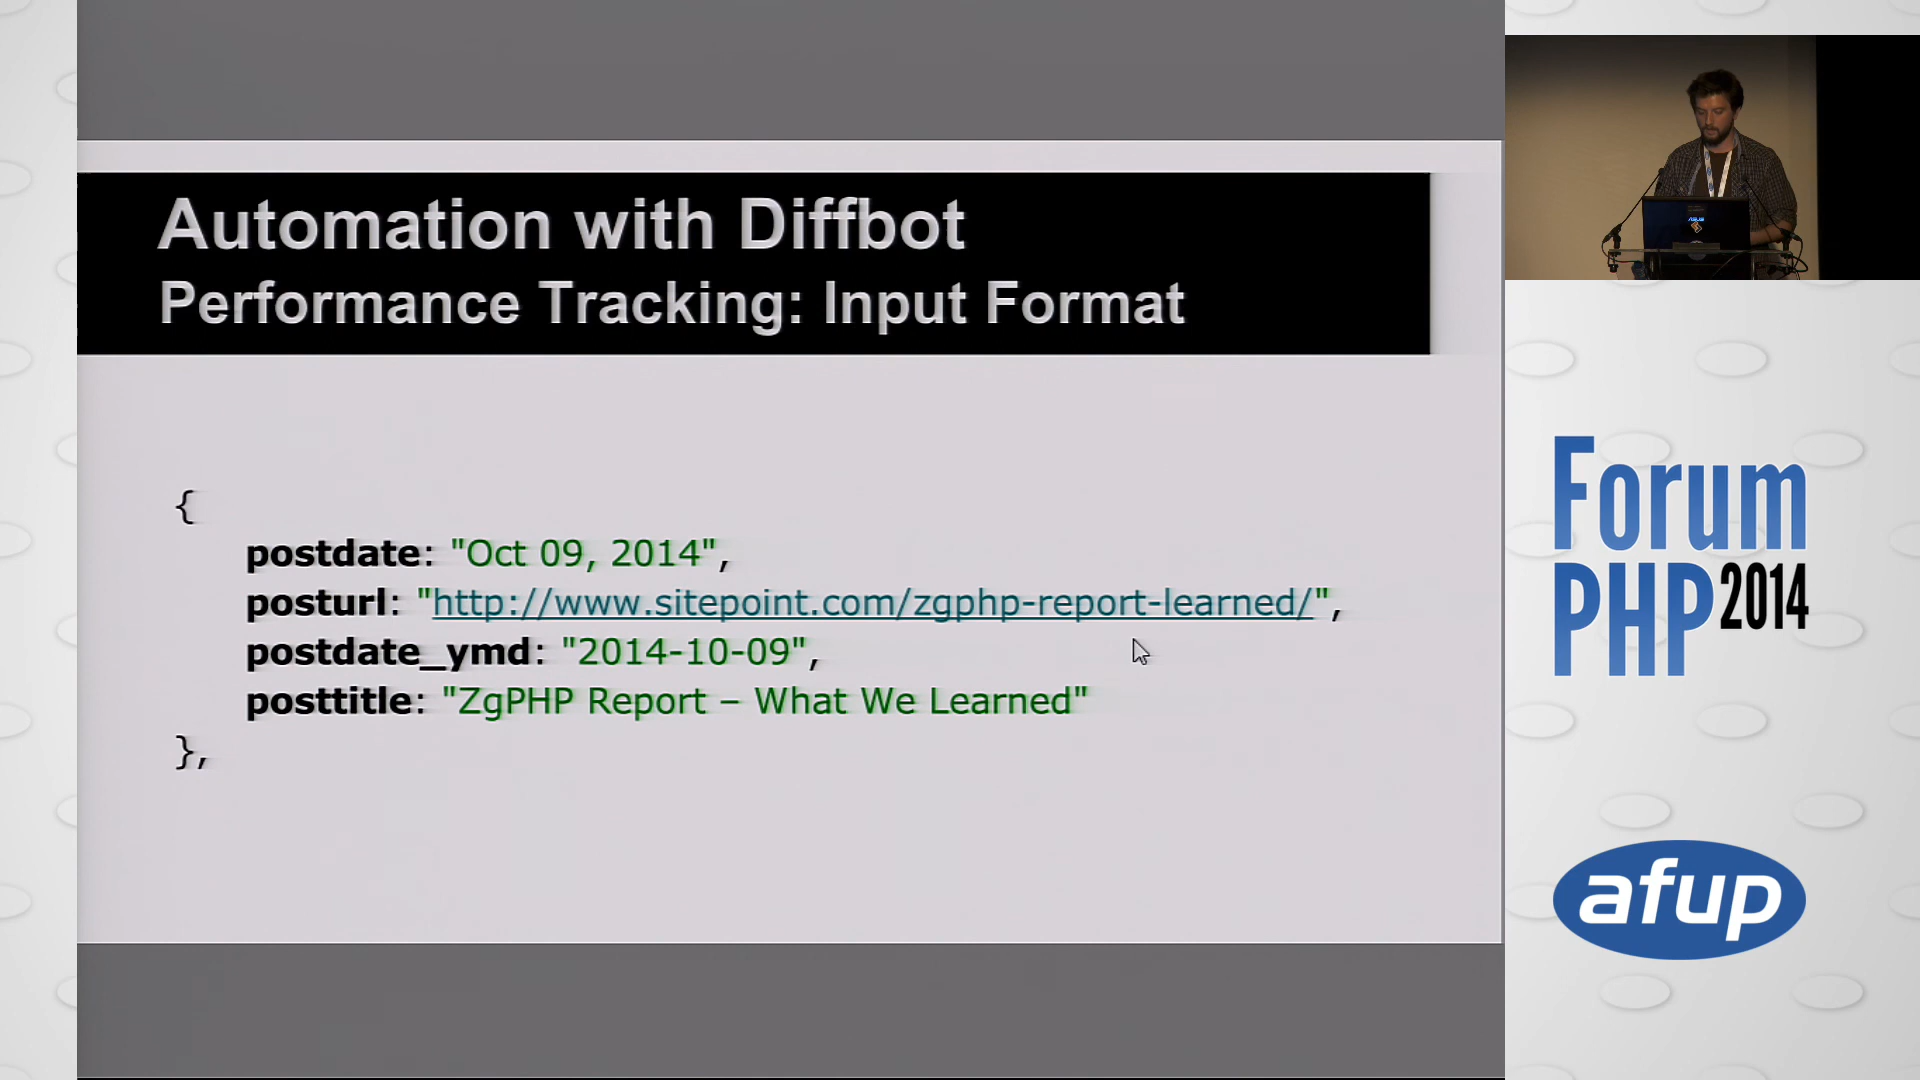 Automation with Diffbot
Performance Tracking: Input Format
{
postdate: "Oct 09, 2014",
posturl: "http://www.sitepoint.com/zgphp-report-learned/",
postdate_ymd: "2014-10-09",
posttitle: "ZgPHP Report – What We Learned"
},
ASUS
Forum
PHP 2014
afup